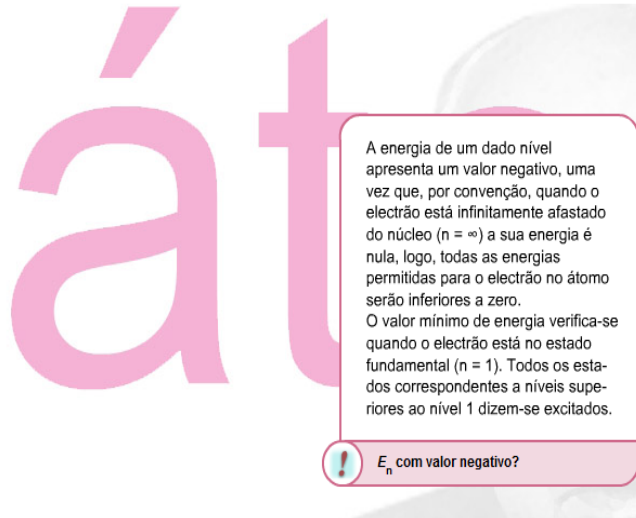 át
A energia de um dado nível
apresenta um valor negativo, uma
vez que, por convenção, quando o
electrão está infinitamente afastado
do núcleo (n = ∞) a sua energia é
nula, logo, todas as energias
permitidas para o electrão no átomo
serão inferiores a zero.
O valor mínimo de energia verifica-se
quando o electrão está no estado
fundamental (n = 1). Todos os esta-
dos correspondentes a níveis supe-
riores ao nível 1 dizem-se excitados.
! En com valor negativo?